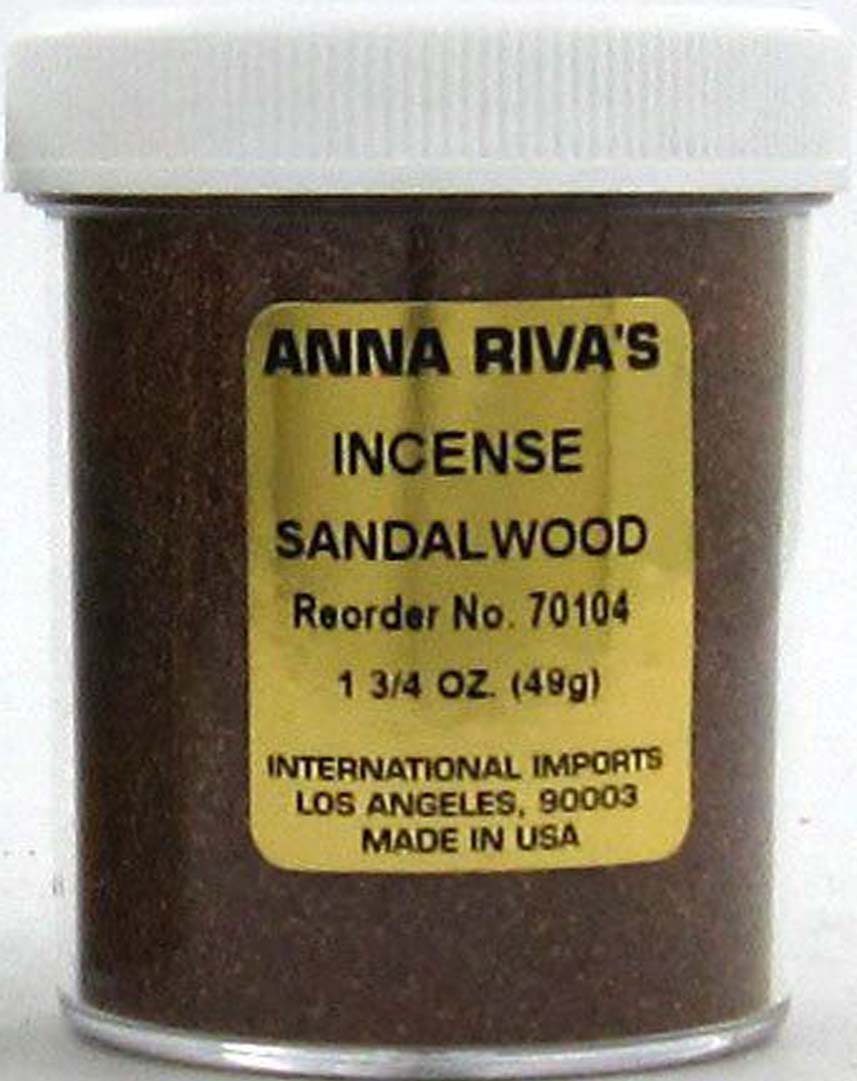 ANNA RIVA'S
INCENSE
SANDALWOOD
Reorder No. 70104
1 3/4 OZ. (49g)
INTERNATIONAL IMPORTS
LOS ANGELES, 90003
MADE IN USA